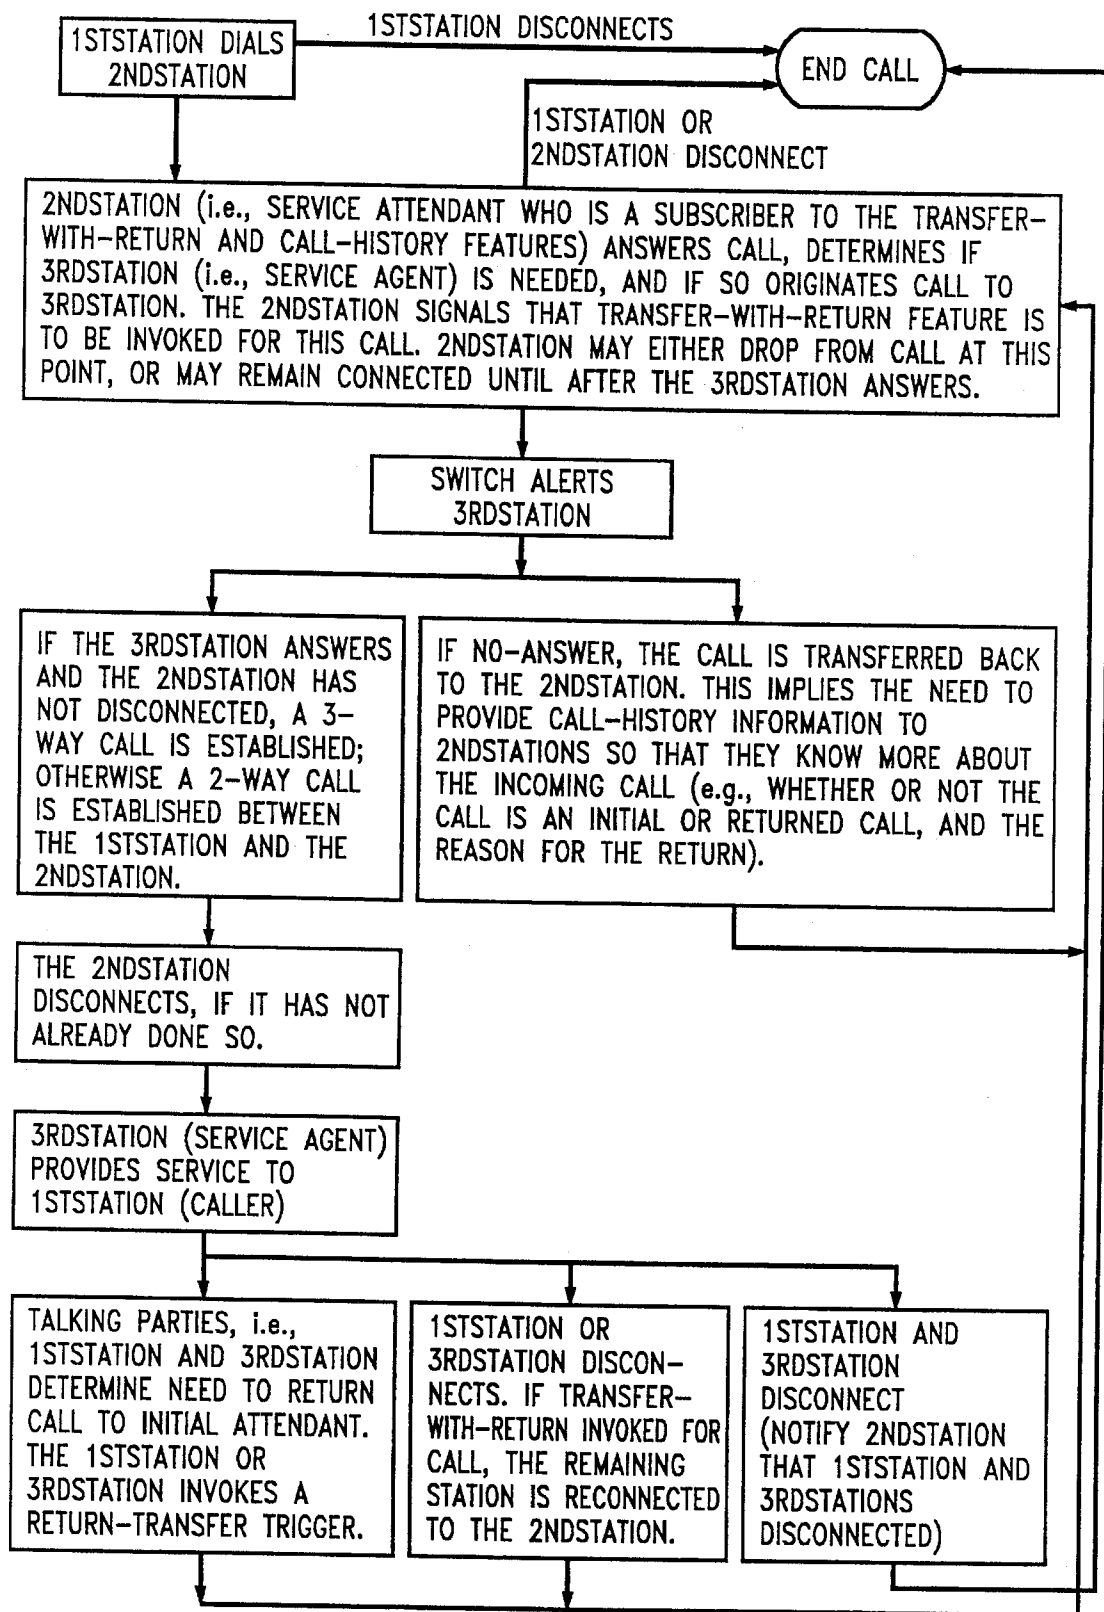 1STSTATION DIALS
2NDSTATION
1STSTATION DISCONNECTS
END CALL
1STSTATION OR
2NDSTATION DISCONNECT
2NDSTATION (i.e., SERVICE ATTENDANT WHO IS A SUBSCRIBER TO THE TRANSFER-
WITH-RETURN AND CALL-HISTORY FEATURES) ANSWERS CALL, DETERMINES IF
3RDSTATION (i.e., SERVICE AGENT) IS NEEDED, AND IF SO ORIGINATES CALL TO
3RDSTATION. THE 2NDSTATION SIGNALS THAT TRANSFER-WITH-RETURN FEATURE IS
TO BE INVOKED FOR THIS CALL. 2NDSTATION MAY EITHER DROP FROM CALL AT THIS
POINT, OR MAY REMAIN CONNECTED UNTIL AFTER THE 3RDSTATION ANSWERS.
SWITCH ALERTS
3RDSTATION
IF THE 3RDSTATION ANSWERS
AND THE 2NDSTATION HAS
NOT DISCONNECTED, A 3-
WAY CALL IS ESTABLISHED;
OTHERWISE A 2-WAY CALL
IS ESTABLISHED BETWEEN
THE 1STSTATION AND THE
2NDSTATION.
IF NO-ANSWER, THE CALL IS TRANSFERRED BACK
TO THE 2NDSTATION. THIS IMPLIES THE NEED TO
PROVIDE CALL-HISTORY INFORMATION TO
2NDSTATIONS SO THAT THEY KNOW MORE ABOUT
THE INCOMING CALL (e.g., WHETHER OR NOT THE
CALL IS AN INITIAL OR RETURNED CALL, AND THE
REASON FOR THE RETURN).
THE 2NDSTATION
DISCONNECTS, IF IT HAS NOT
ALREADY DONE SO.
3RDSTATION (SERVICE AGENT)
PROVIDES SERVICE TO
1STSTATION (CALLER)
TALKING PARTIES, i.e.,
1STSTATION AND 3RDSTATION
DETERMINE NEED TO RETURN
CALL TO INITIAL ATTENDANT.
THE 1STSTATION OR
3RDSTATION INVOKES A
RETURN-TRANSFER TRIGGER.
1STSTATION OR
3RDSTATION DISCON-
NECTS. IF TRANSFER-
WITH-RETURN INVOKED FOR
CALL, THE REMAINING
STATION IS RECONNECTED
TO THE 2NDSTATION.
1STSTATION AND
3RDSTATION
DISCONNECT
(NOTIFY 2NDSTATION
THAT 1STSTATION AND
3RDSTATIONS
DISCONNECTED)